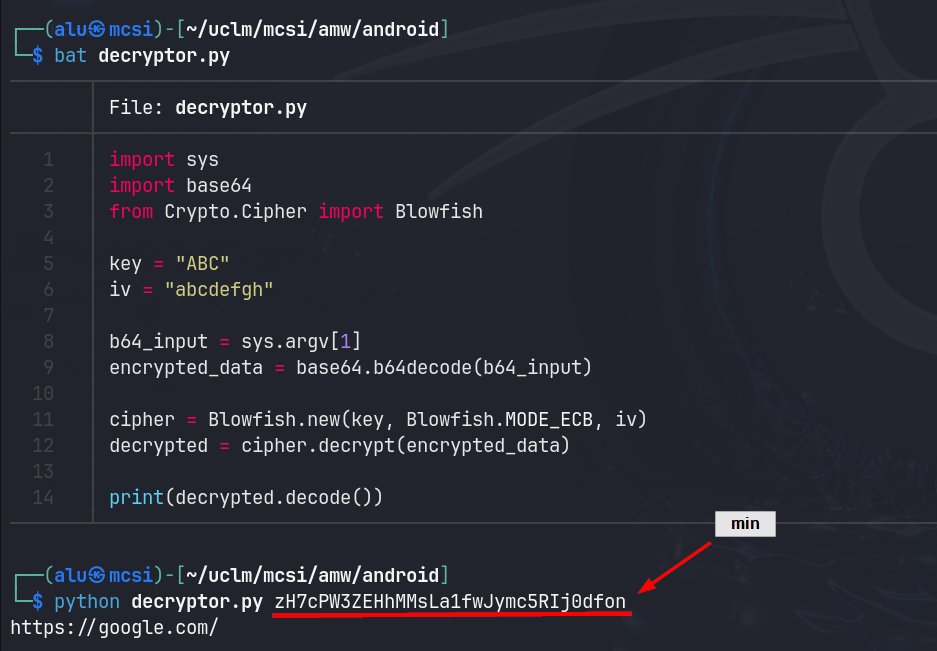 ┌──(alu㉿mcsi)-[~/uclm/mcsi/amw/android]
└─$ bat decryptor.py
File: decryptor.py
1 import sys
2 import base64
3 from Crypto.Cipher import Blowfish
4
5 key = "ABC"
6 iv = "abcdefgh"
7
8 b64_input = sys.argv[1]
9 encrypted_data = base64.b64decode(b64_input)
10
11 cipher = Blowfish.new(key, Blowfish.MODE_ECB, iv)
12 decrypted = cipher.decrypt(encrypted_data)
13
14 print(decrypted.decode())
min
┌──(alu㉿mcsi)-[~/uclm/mcsi/amw/android]
└─$ python decryptor.py zH7cPW3ZEHhMMsLa1fwJymc5RIj0dfon
https://google.com/